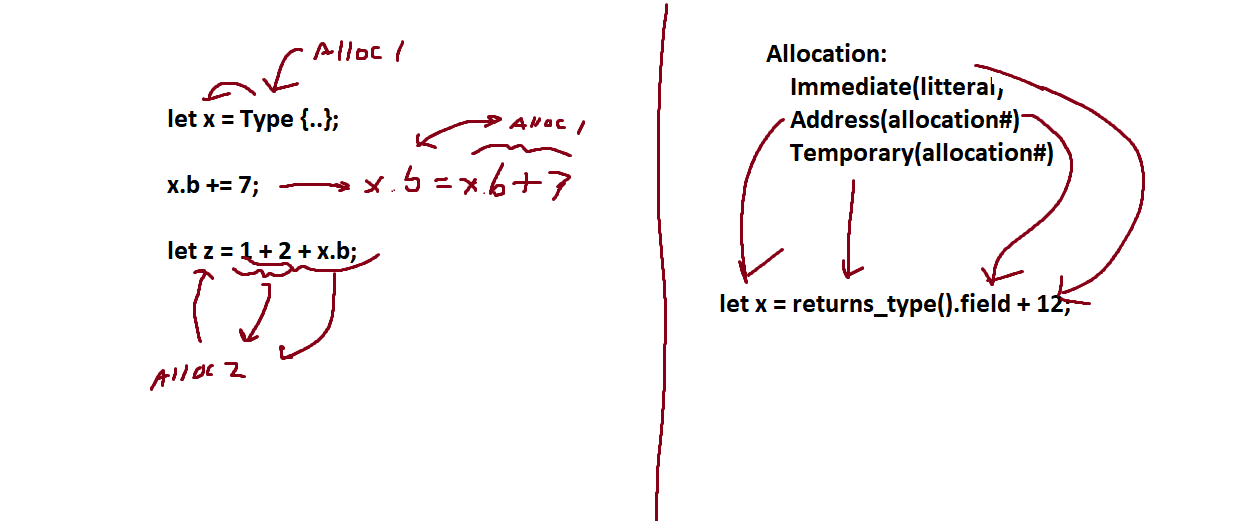 Alloc 1
let x = Type {..};
Alloc 1
x.b += 7; x.b = x.b + 7
let z = 1 + 2 + x.b;
Alloc 2
Allocation:
Immediate(litteral,
Address(allocation#)
Temporary(allocation#)
let x = returns_type().field + 12;